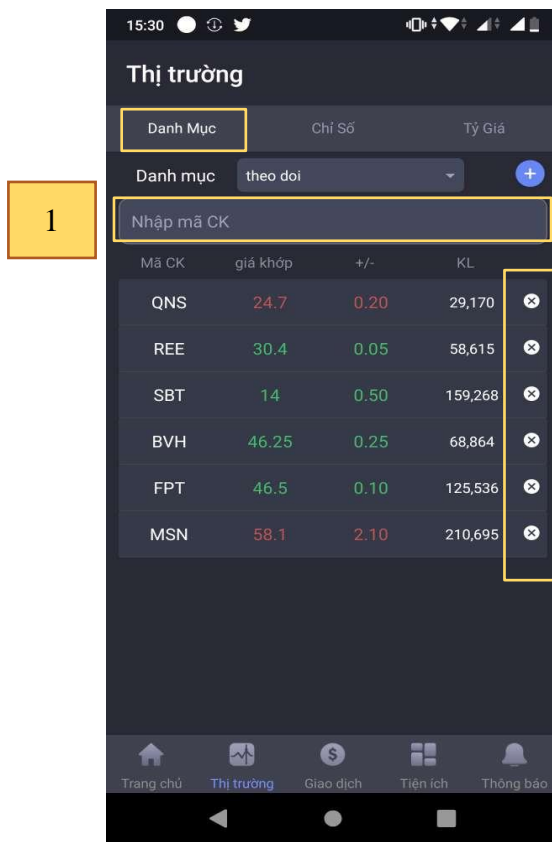 15:30
Thị trường
Danh Mục Chỉ Số Tỷ Giá
Danh mục theo doi
1
Nhập mã CK
Mã CK giá khớp +/- KL
QNS 24.7 0.20 29,170
REE 30.4 0.05 58,615
SBT 14 0.50 159,268
BVH 46.25 0.25 68,864
FPT 46.5 0.10 125,536
MSN 58.1 2.10 210,695
Trang chủ Thị trường Giao dịch Tiện ích Thông báo